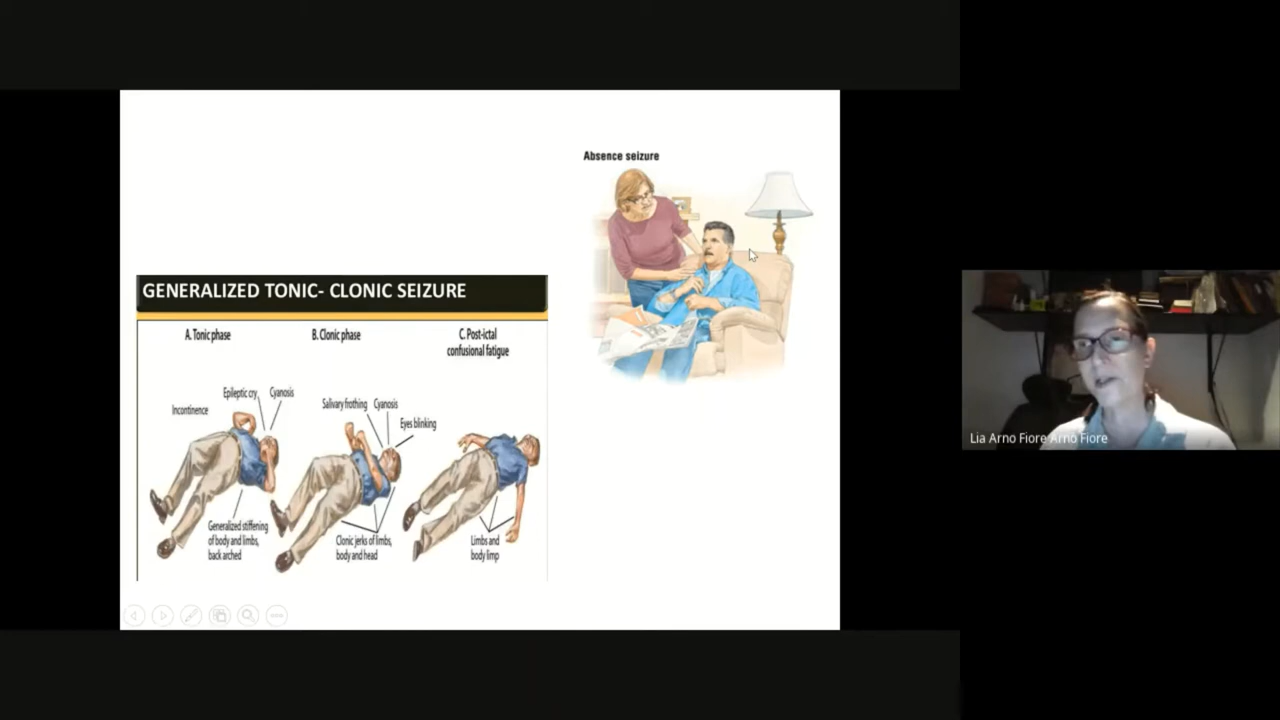 Absence seizure
GENERALIZED TONIC- CLONIC SEIZURE
A. Tonic phase
B. Clonic phase
C. Post-ictal
confusional fatigue
Epileptic cry
Cyanosis
Incontinence
Salivary frothing
Cyanosis
Eyes blinking
Generalized stiffening
of body and limbs,
back arched
Clonic jerks of limbs,
body and head
Limbs and
body limp
Lia Arno Fiore Arno Fiore